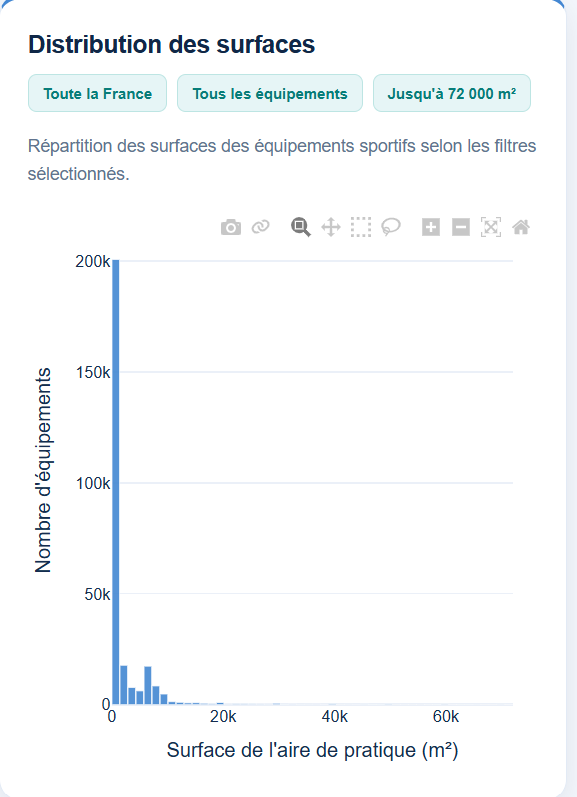 Distribution des surfaces
Toute la France
Tous les équipements
Jusqu'à 72 000 m²
Répartition des surfaces des équipements sportifs selon les filtres
sélectionnés.
200k
150k
100k
50k
0
Nombre d'équipements
0
20k
40k
60k
Surface de l'aire de pratique (m²)